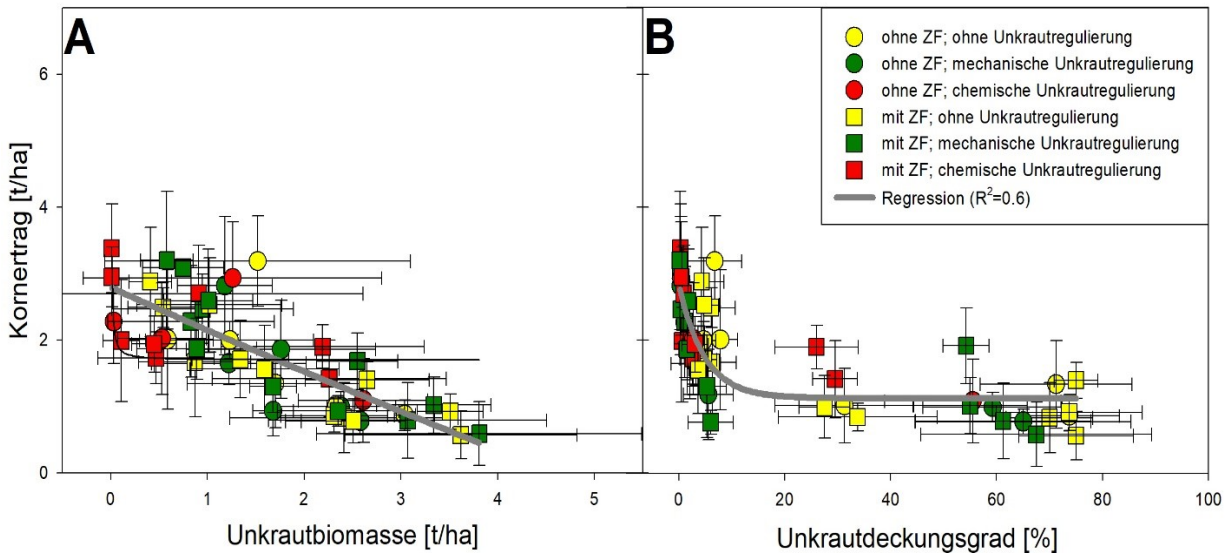 A
B
ohne ZF; ohne Unkrautregulierung
ohne ZF; mechanische Unkrautregulierung
ohne ZF; chemische Unkrautregulierung
mit ZF; ohne Unkrautregulierung
mit ZF; mechanische Unkrautregulierung
mit ZF; chemische Unkrautregulierung
Regression (R²=0.6)
Kornertrag [t/ha]
6
4
2
0
0 1 2 3 4 5
0 20 40 60 80 100
Unkrautbiomasse [t/ha]
Unkrautdeckungsgrad [%]